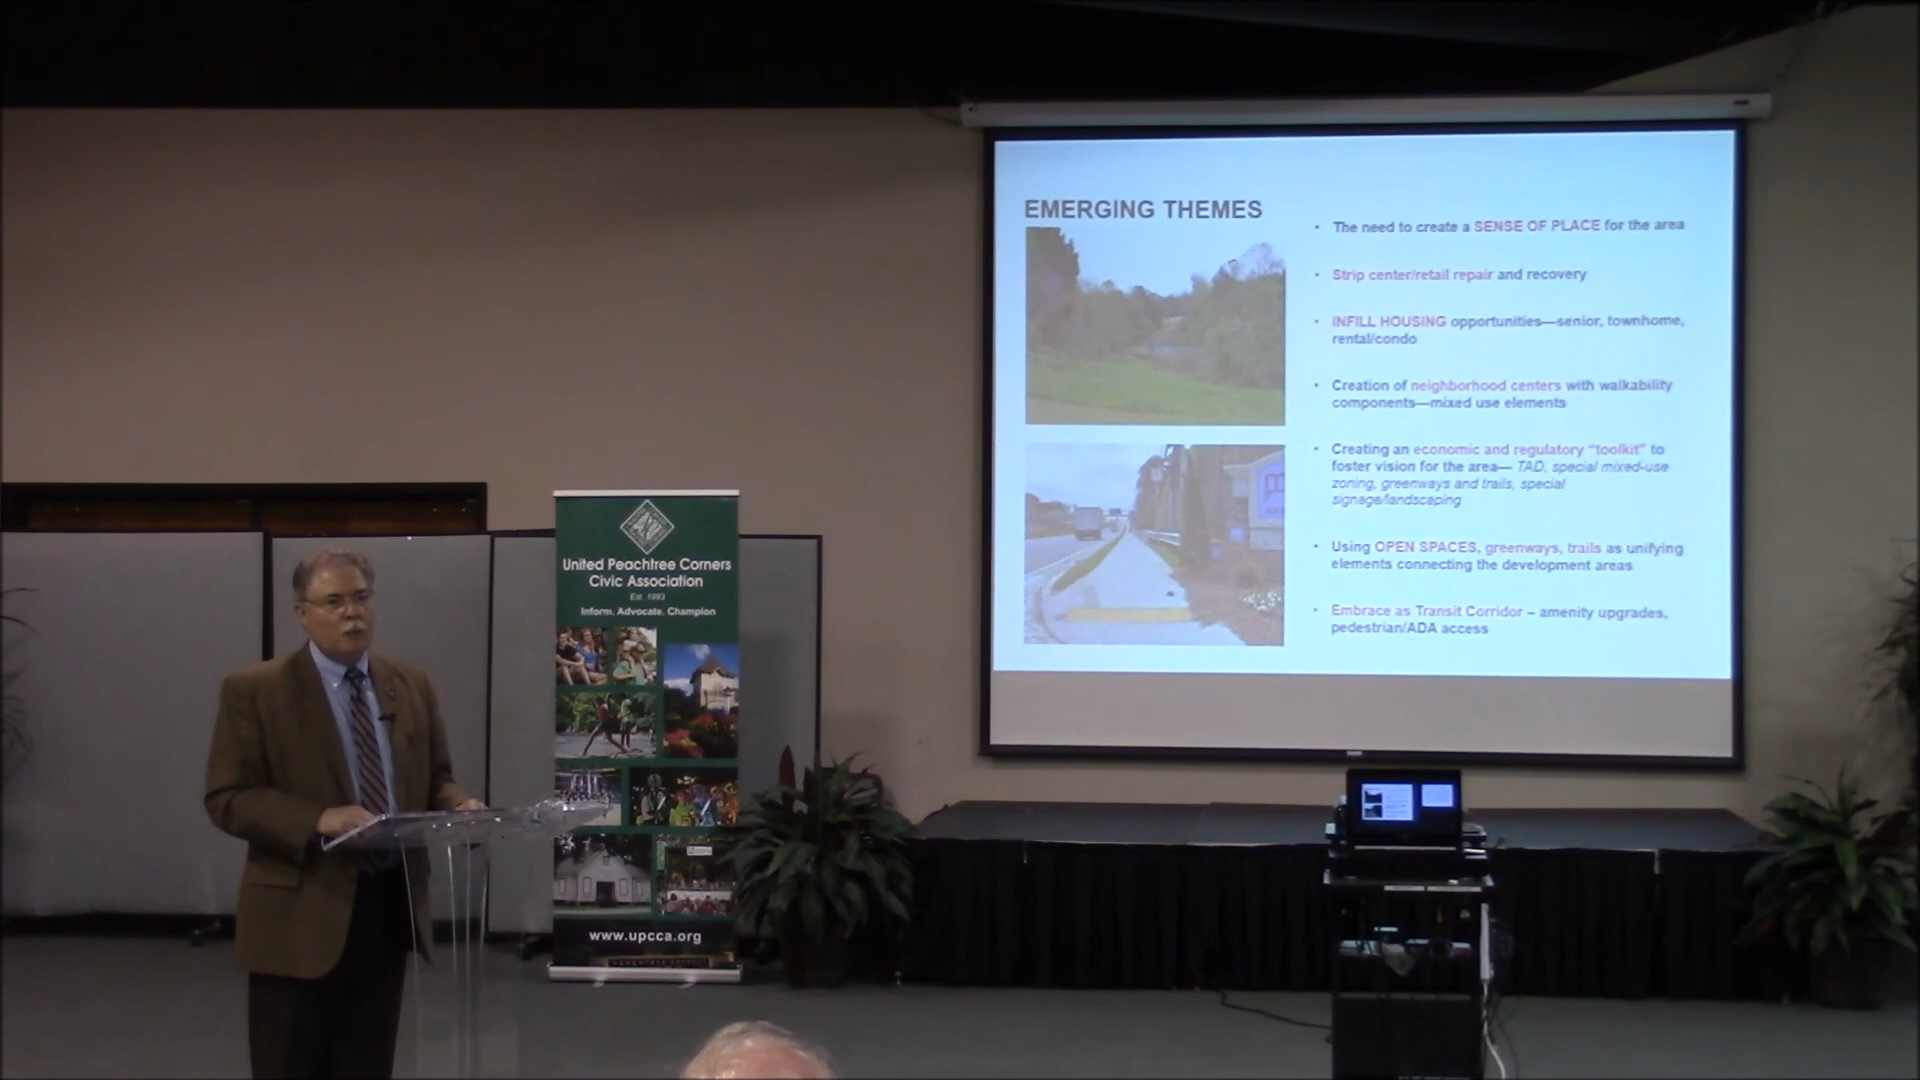 EMERGING THEMES
• The need to create a SENSE OF PLACE for the area
• Strip center/retail repair and recovery
• INFILL HOUSING opportunities—senior, townhome,
rental/condo
• Creation of neighborhood centers with walkability
components—mixed use elements
• Creating an economic and regulatory “toolkit” to
foster vision for the area— TAD, special mixed-use
zoning, greenways and trails, special
signage/landscaping
• Using OPEN SPACES, greenways, trails as unifying
elements connecting the development areas
• Embrace as Transit Corridor – amenity upgrades,
pedestrian/ADA access
United Peachtree Corners
Civic Association
Est. 1993
Inform. Advocate. Champion
www.upcca.org